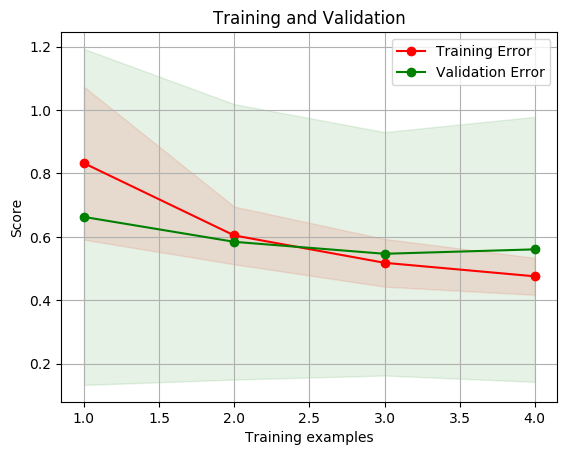 Training and Validation
Training Error
Validation Error
Score
1.2
1.0
0.8
0.6
0.4
0.2
1.0 1.5 2.0 2.5 3.0 3.5 4.0
Training examples